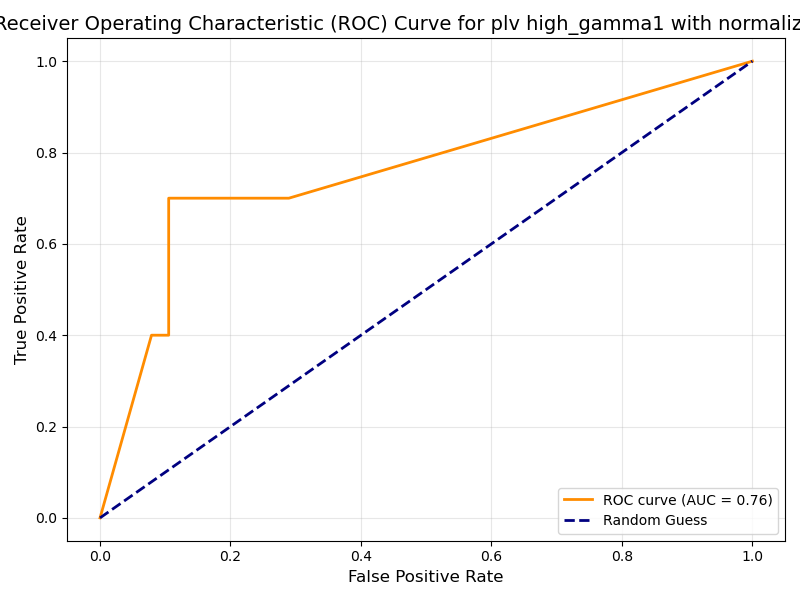 Receiver Operating Characteristic (ROC) Curve for plv high_gamma1 with normaliz
1.0
0.8
0.6
0.4
0.2
0.0
True Positive Rate
0.0 0.2 0.4 0.6 0.8 1.0
False Positive Rate
ROC curve (AUC = 0.76)
Random Guess